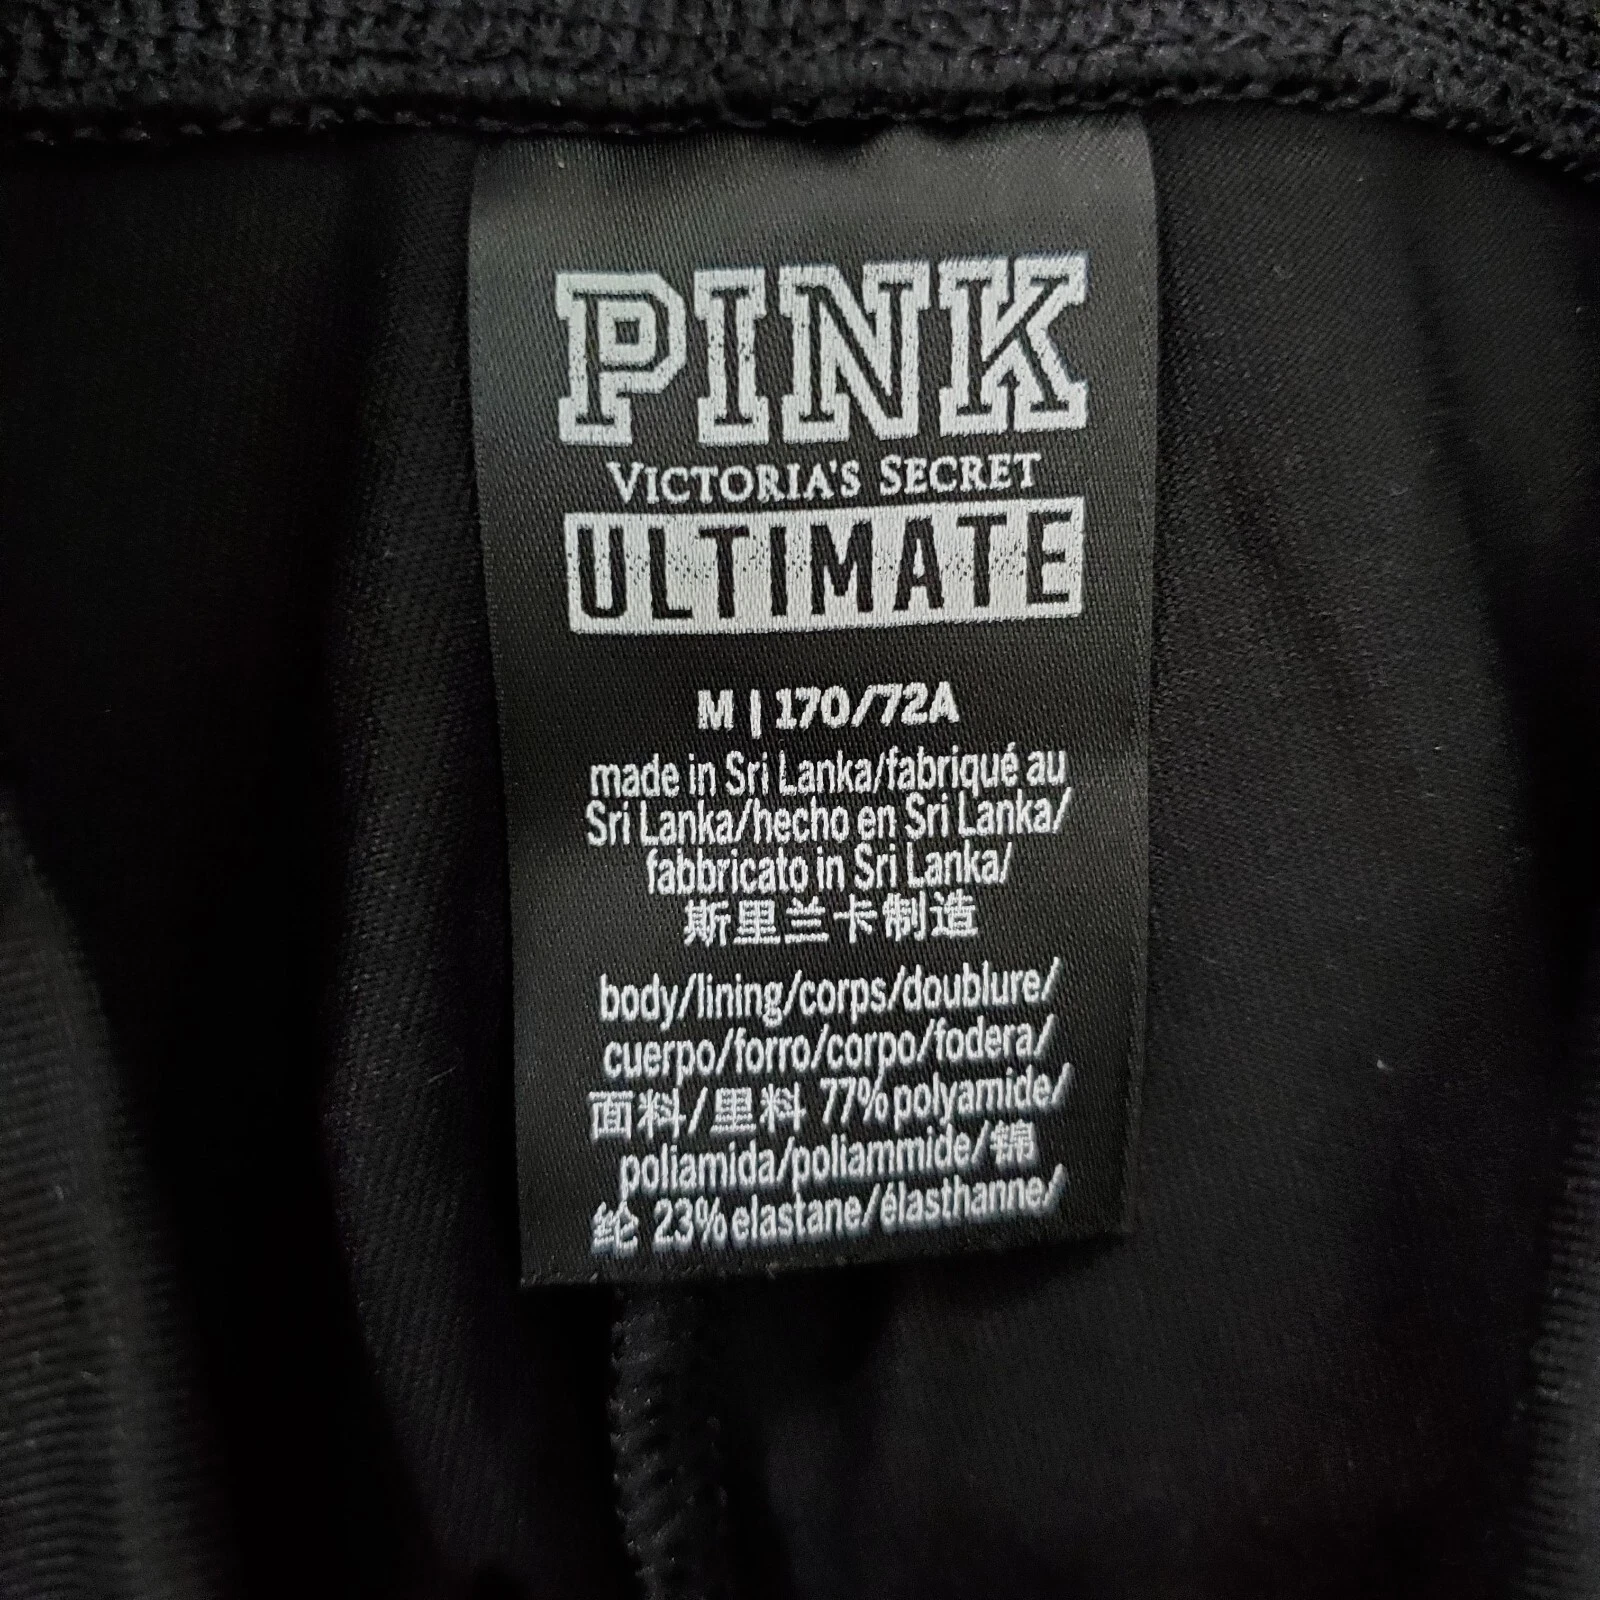 PINK
VICTORIA'S SECRET
ULTIMATE
M | 170/72A
made in Sri Lanka/fabriqué au
Sri Lanka/hecho en Sri Lanka/
fabbricato in Sri Lanka/
斯里兰卡制造
body/lining/corps/doublure/
cuerpo/forro/corpo/fodera/
面料/里料 77% polyamide/
poliamida/poliammide/锦
纶 23% elastane/élasthanne/